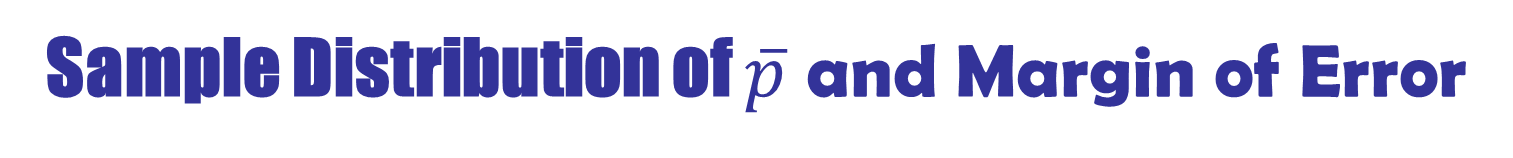 Sample Distribution of p̄ and Margin of Error